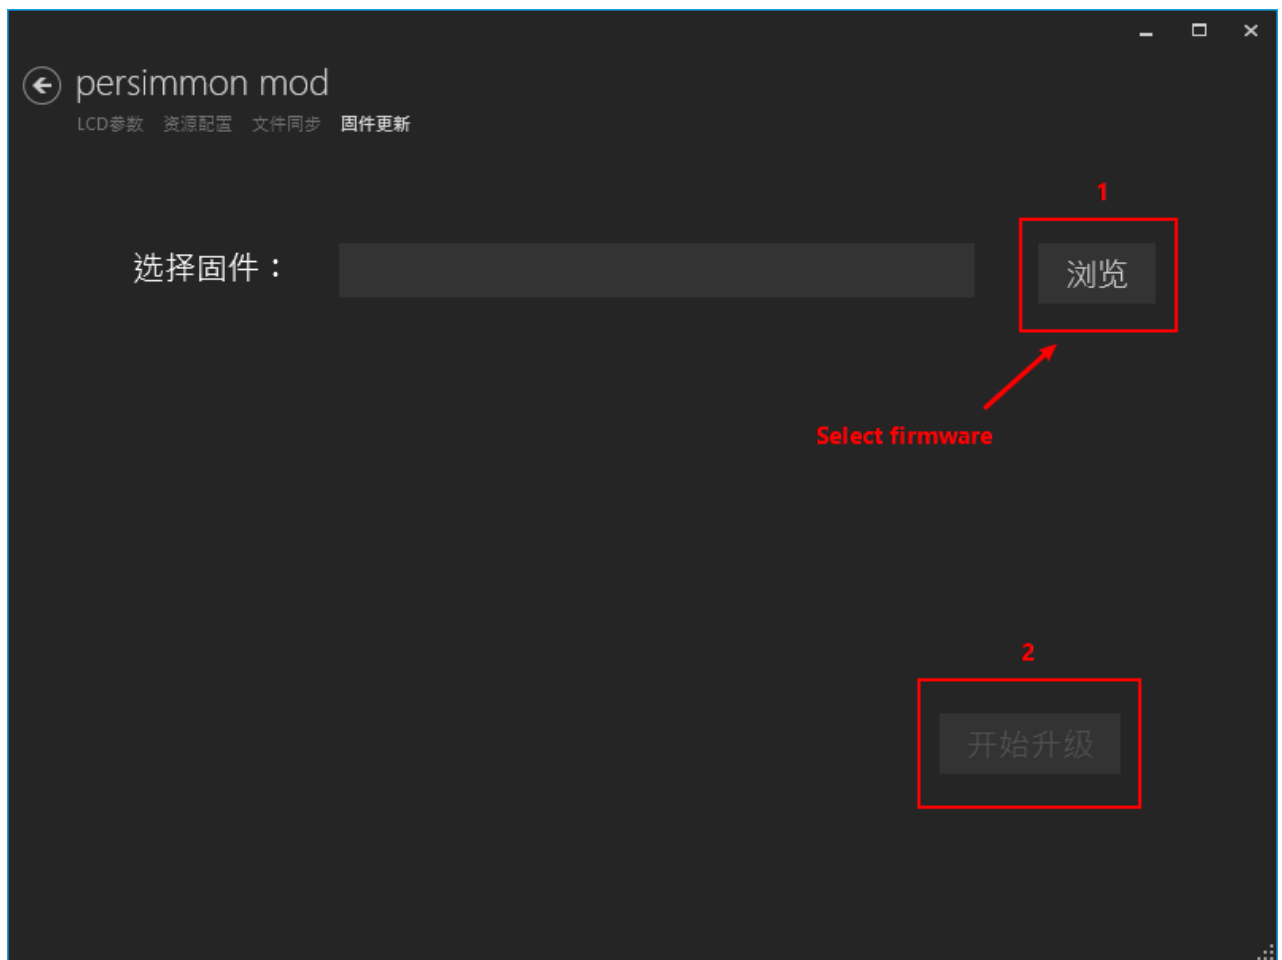 persimmon mod
LCD参数 资源配置 文件同步 固件更新
1
选择固件：
浏览
Select firmware
2
开始升级